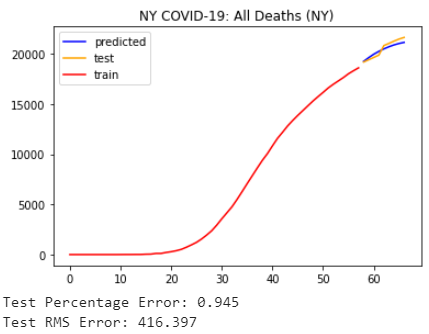 NY COVID-19: All Deaths (NY)
predicted
test
train
20000
15000
10000
5000
0
0 10 20 30 40 50 60
Test Percentage Error: 0.945
Test RMS Error: 416.397